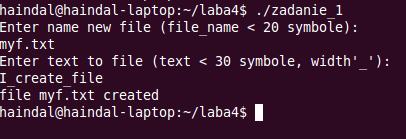 haindal@haindal-laptop:~/laba4$ ./zadanie_1
Enter name new file (file_name < 20 symbole):
myf.txt
Enter text to file (text < 30 symbole, width'_'):
I_create_file
file myf.txt created
haindal@haindal-laptop:~/laba4$